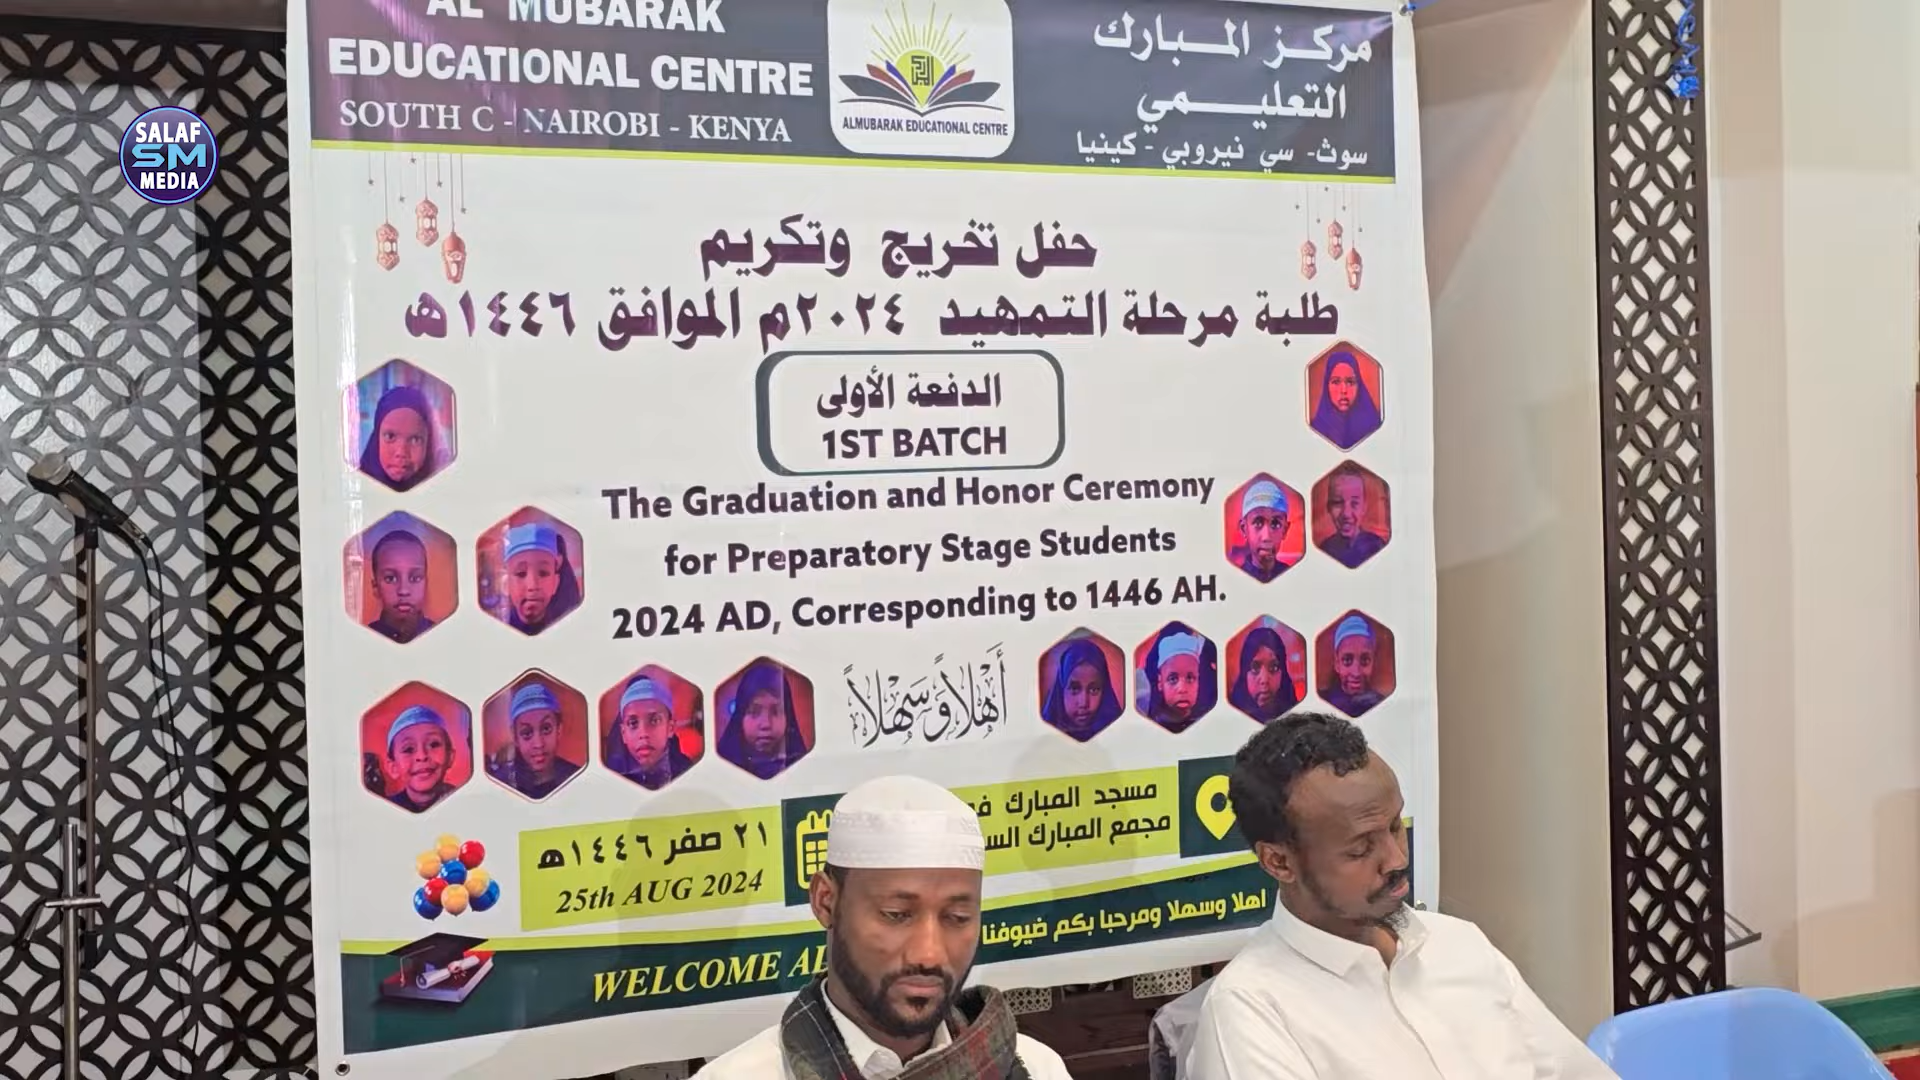 AL MUBARAK
EDUCATIONAL CENTRE
SOUTH C - NAIROBI - KENYA
ALMUBARAK EDUCATIONAL CENTRE
مركز المبارك
التعليمي
سوث- سي نيروبي - كينيا
SALAF
SM
MEDIA
حفل تخريج وتكريم
طلبة مرحلة التمهيد ٢٠٢٤م الموافق ١٤٤٦هـ
الدفعة الأولى
1ST BATCH
The Graduation and Honor Ceremony
for Preparatory Stage Students
2024 AD, Corresponding to 1446 AH.
أَهْلاً وَسَهْلاً
٢١ صفر ١٤٤٦هـ
25th AUG 2024
مسجد المبارك
مجمع المبارك
WELCOME
اهلا وسهلا ومرحبا بكم ضيوفنا